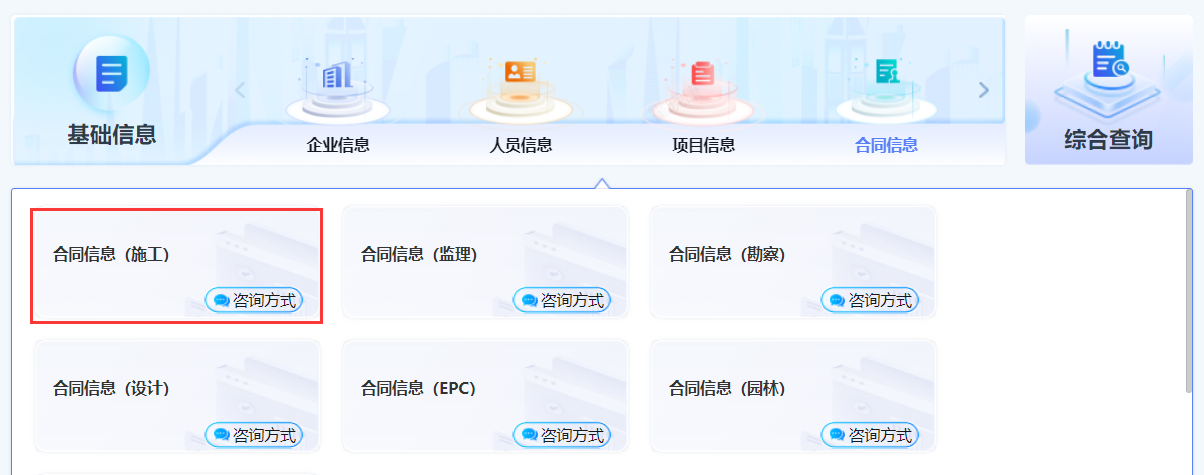 基础信息
企业信息
人员信息
项目信息
合同信息
综合查询
合同信息（施工）
咨询方式
合同信息（监理）
咨询方式
合同信息（勘察）
咨询方式
合同信息（设计）
咨询方式
合同信息（EPC）
咨询方式
合同信息（园林）
咨询方式